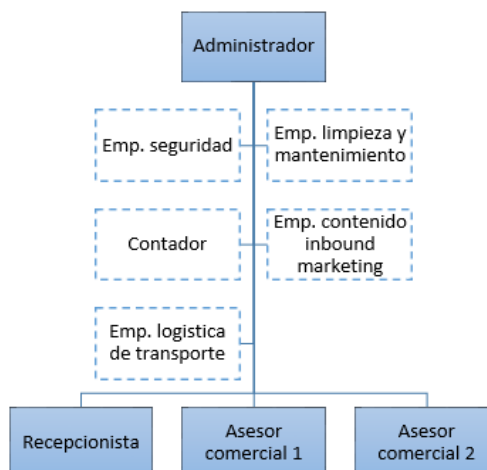 Administrador
Emp. seguridad
Emp. limpieza y
mantenimiento
Contador
Emp. contenido
inbound
marketing
Emp. logistica
de transporte
Recepcionista
Asesor
comercial 1
Asesor
comercial 2